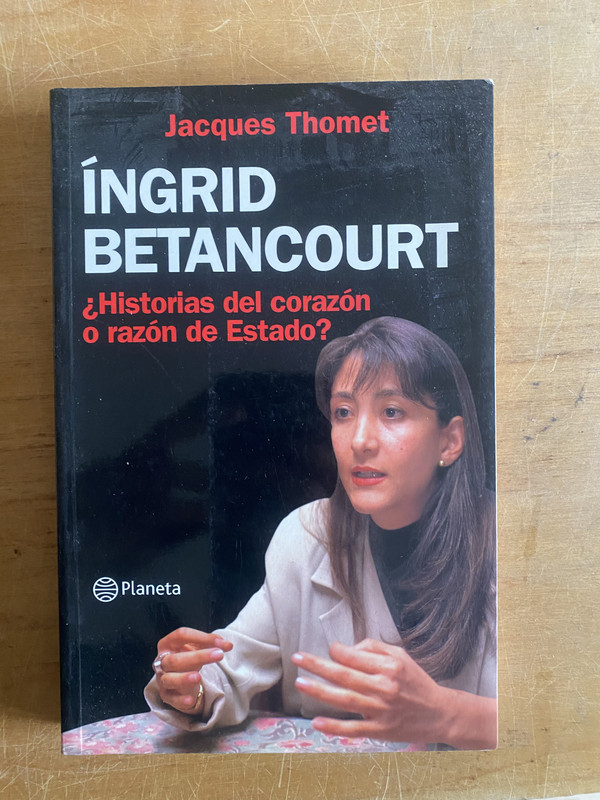 Jacques Thomet
ÍNGRID
BETANCOURT
¿Historias del corazón
o razón de Estado?
Planeta